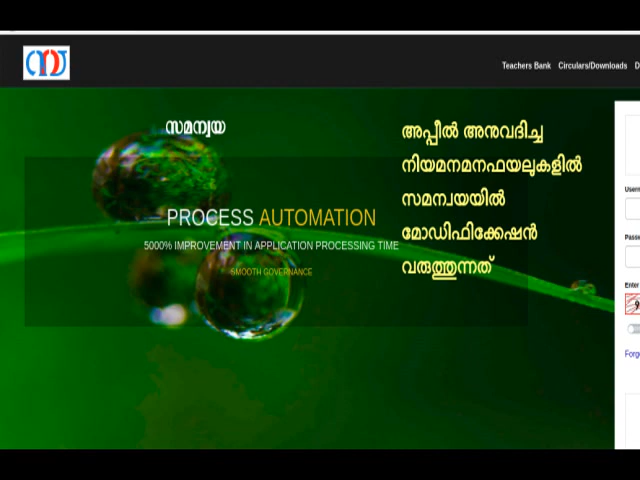 Teachers Bank Circulars/Downloads
സമന്വയ
അപ്പീൽ അനുവദിച്ച
നിയമനമനഫയലുകളിൽ
സമന്വയയിൽ
മോഡിഫിക്കേഷൻ
വരുത്തുന്നത്
PROCESS AUTOMATION
5000% IMPROVEMENT IN APPLICATION PROCESSING TIME
SMOOTH GOVERNANCE